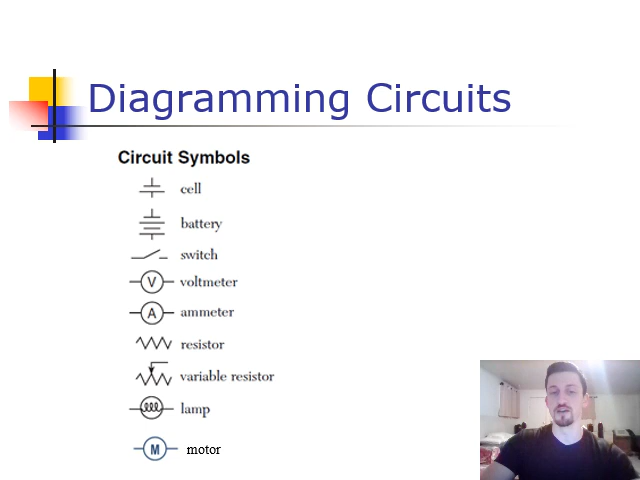 Diagramming Circuits
Circuit Symbols
cell
battery
switch
V voltmeter
A ammeter
resistor
variable resistor
lamp
M motor